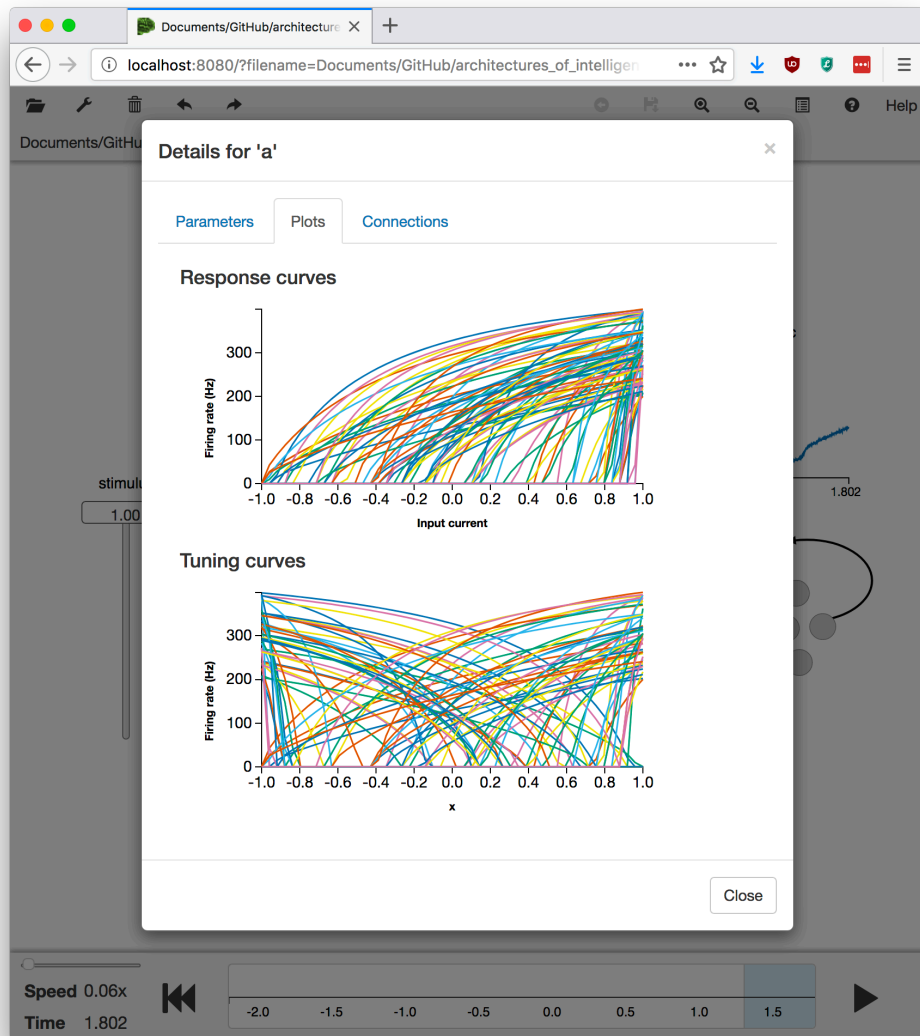 Documents/GitHub/architecture
localhost:8080/?filename=Documents/GitHub/architectures_of_intelligen
Help
Documents/GitHu
Details for 'a'
×
Parameters
Plots
Connections
Response curves
300
200
100
0
Firing rate (Hz)
-1.0 -0.8 -0.6 -0.4 -0.2 0.0 0.2 0.4 0.6 0.8 1.0
Input current
stimulu
1.00
1.802
Tuning curves
300
200
100
0
Firing rate (Hz)
-1.0 -0.8 -0.6 -0.4 -0.2 0.0 0.2 0.4 0.6 0.8 1.0
x
Close
Speed 0.06x
Time 1.802
-2.0 -1.5 -1.0 -0.5 0.0 0.5 1.0 1.5